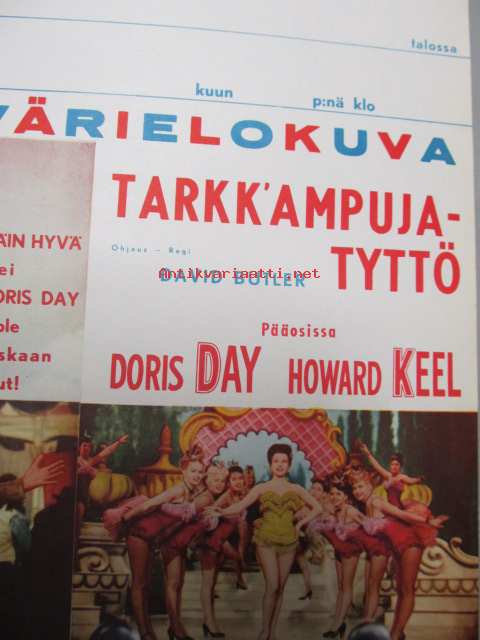 talossa
kuun p:nä klo
VÄRIELOKUVA
TARKK'AMPUJA-
TYTTÖ
Ohjaus – Regi
DAVID BUTLER
Antikvariaatti.net
Pääosissa
DORIS DAY HOWARD KEEL
ÄIN HYVÄ
ei
ORIS DAY
ole
skaan
ut!